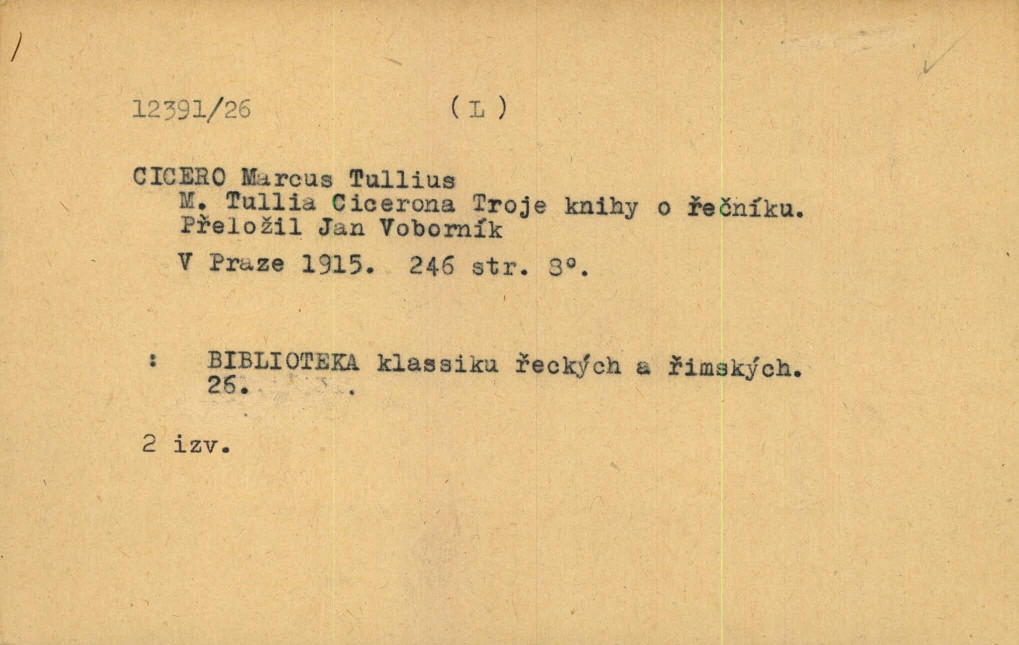 12391/26 (L)
CICERO Marcus Tullius
M. Tullia Cicerona Troje knihy o řečníku.
Přeložil Jan Voborník
V Praze 1915. 246 str. 8°.
: BIBLIOTEKA klassiku řeckých a římských.
26. .
2 izv.